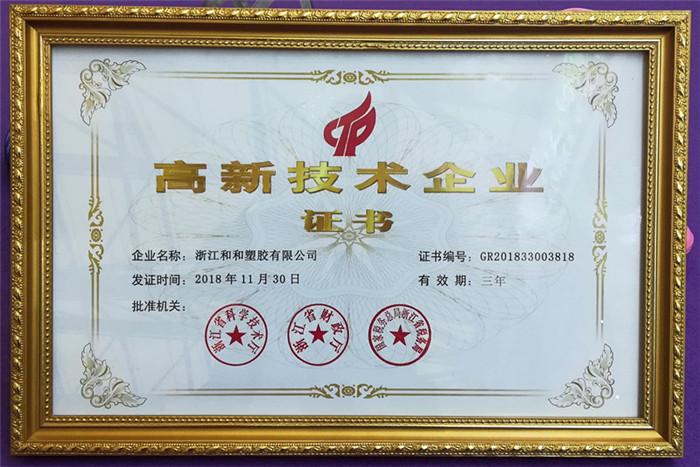 高新技术企业
证书
企业名称：浙江和和塑胶有限公司
证书编号：GR201833003818
发证时间：2018年11月30日
有效期：三年
批准机关：
浙江省科学技术厅
浙江省财政厅
国家税务总局浙江省税务局